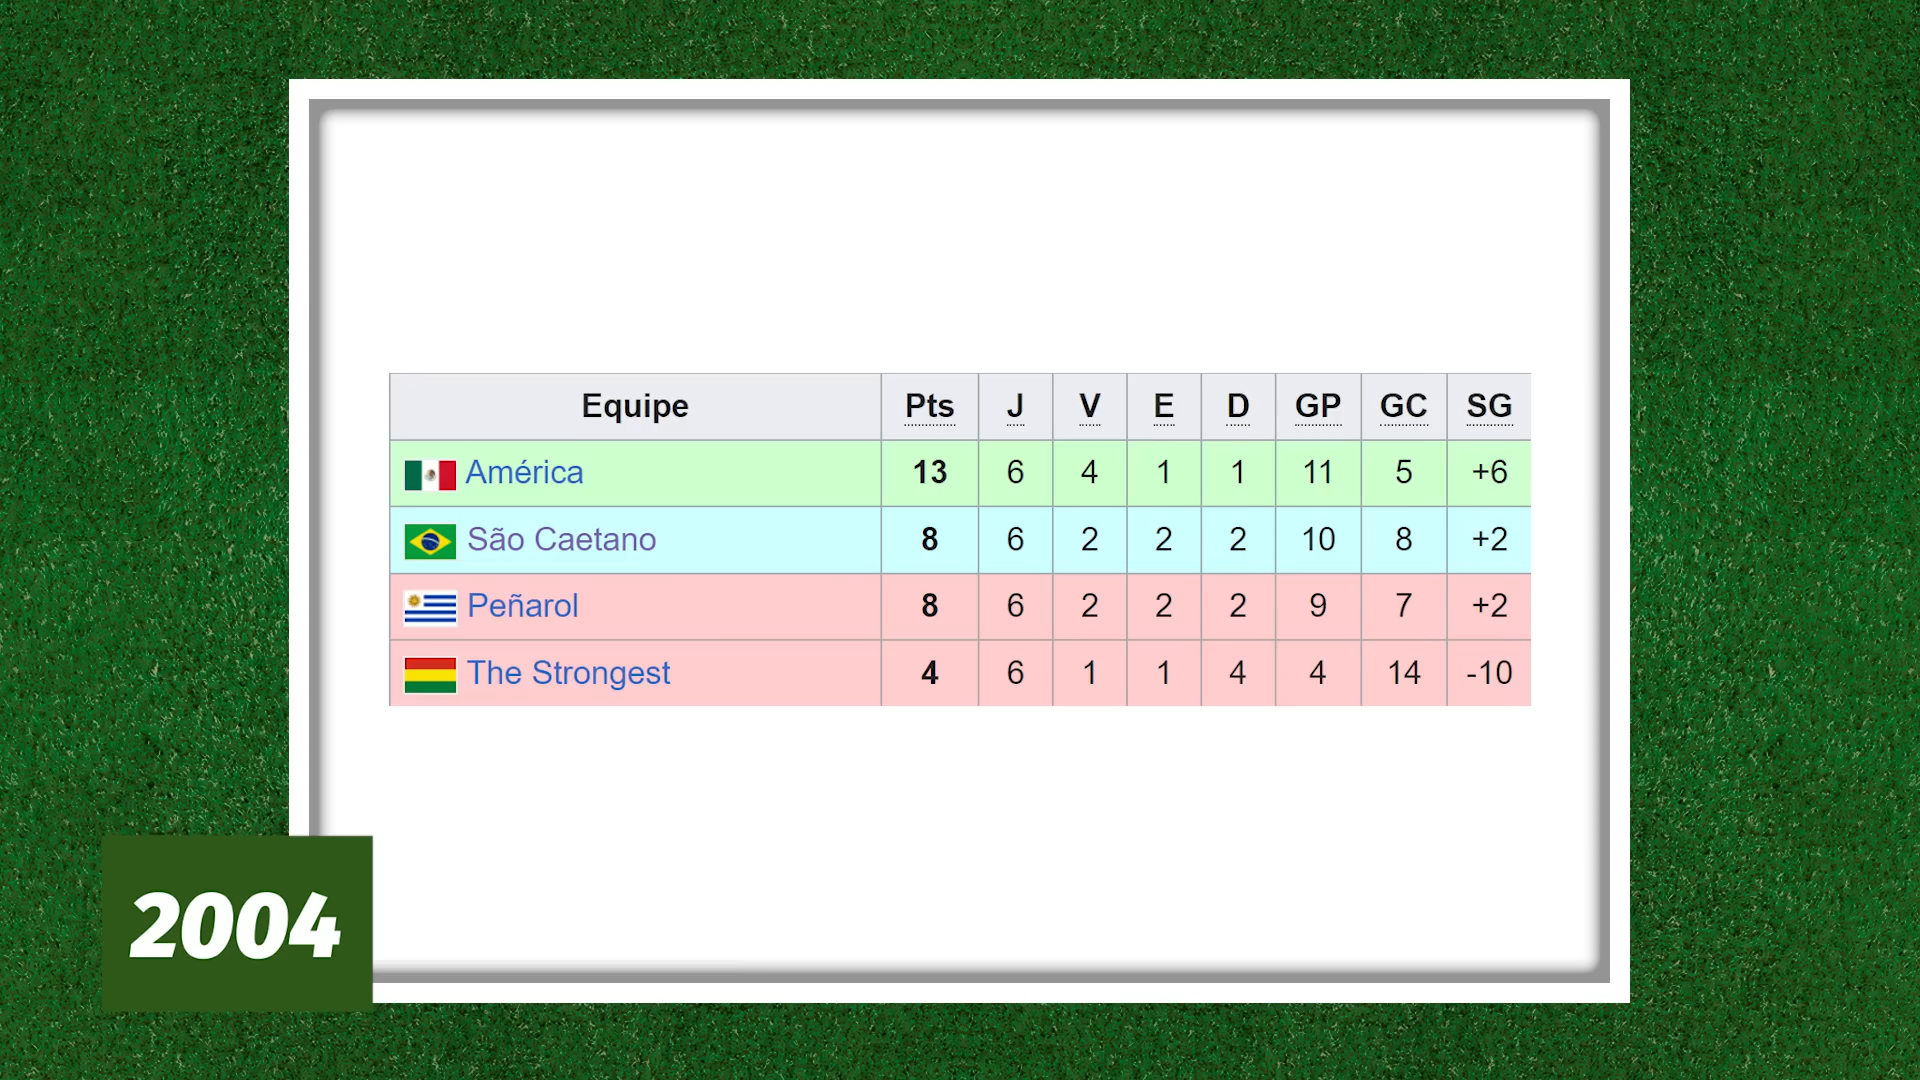 Equipe Pts J V E D GP GC SG
América 13 6 4 1 1 11 5 +6
São Caetano 8 6 2 2 2 10 8 +2
Peñarol 8 6 2 2 2 9 7 +2
The Strongest 4 6 1 1 4 4 14 -10
2004